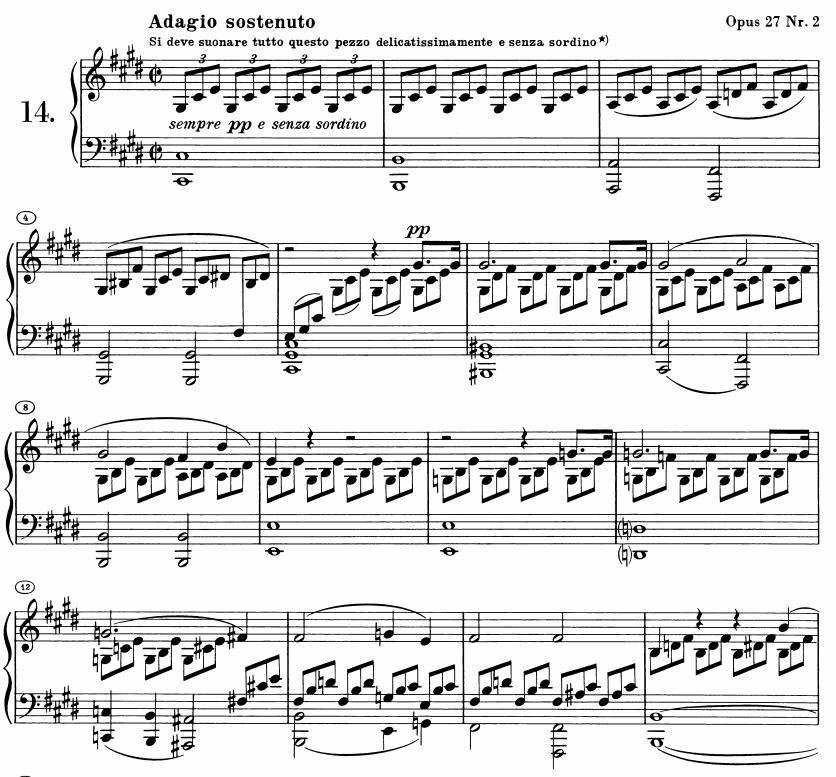 Adagio sostenuto
Opus 27 Nr. 2
Si deve suonare tutto questo pezzo delicatissimamente e senza sordino*)
3 3 3 3
14.
sempre pp e senza sordino
4
pp
8
12